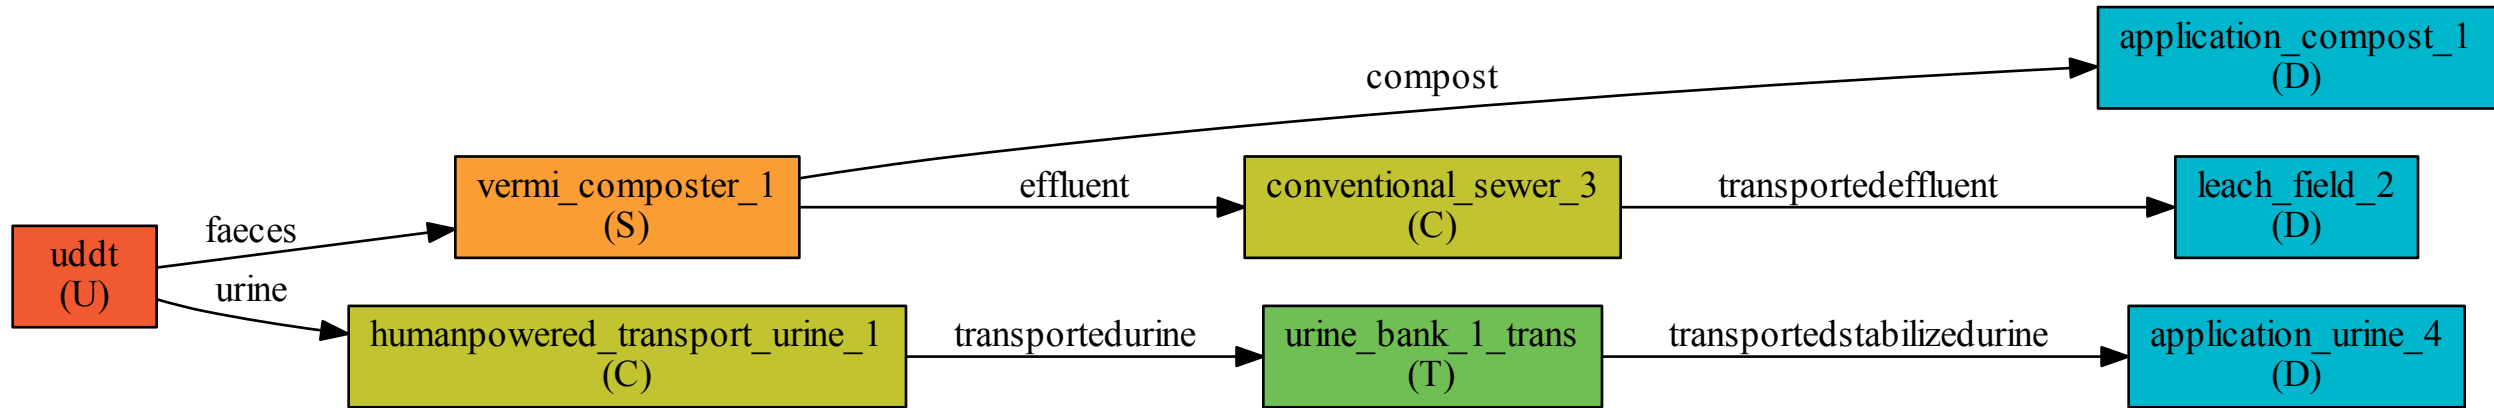 application_compost_1
(D)
compost
vermi_composter_1
(S)
effluent
conventional_sewer_3
(C)
transportedeffluent
leach_field_2
(D)
faeces
uddt
(U)
urine
humanpowered_transport_urine_1
(C)
transportedurine
urine_bank_1_trans
(T)
transportedstabilizedurine
application_urine_4
(D)